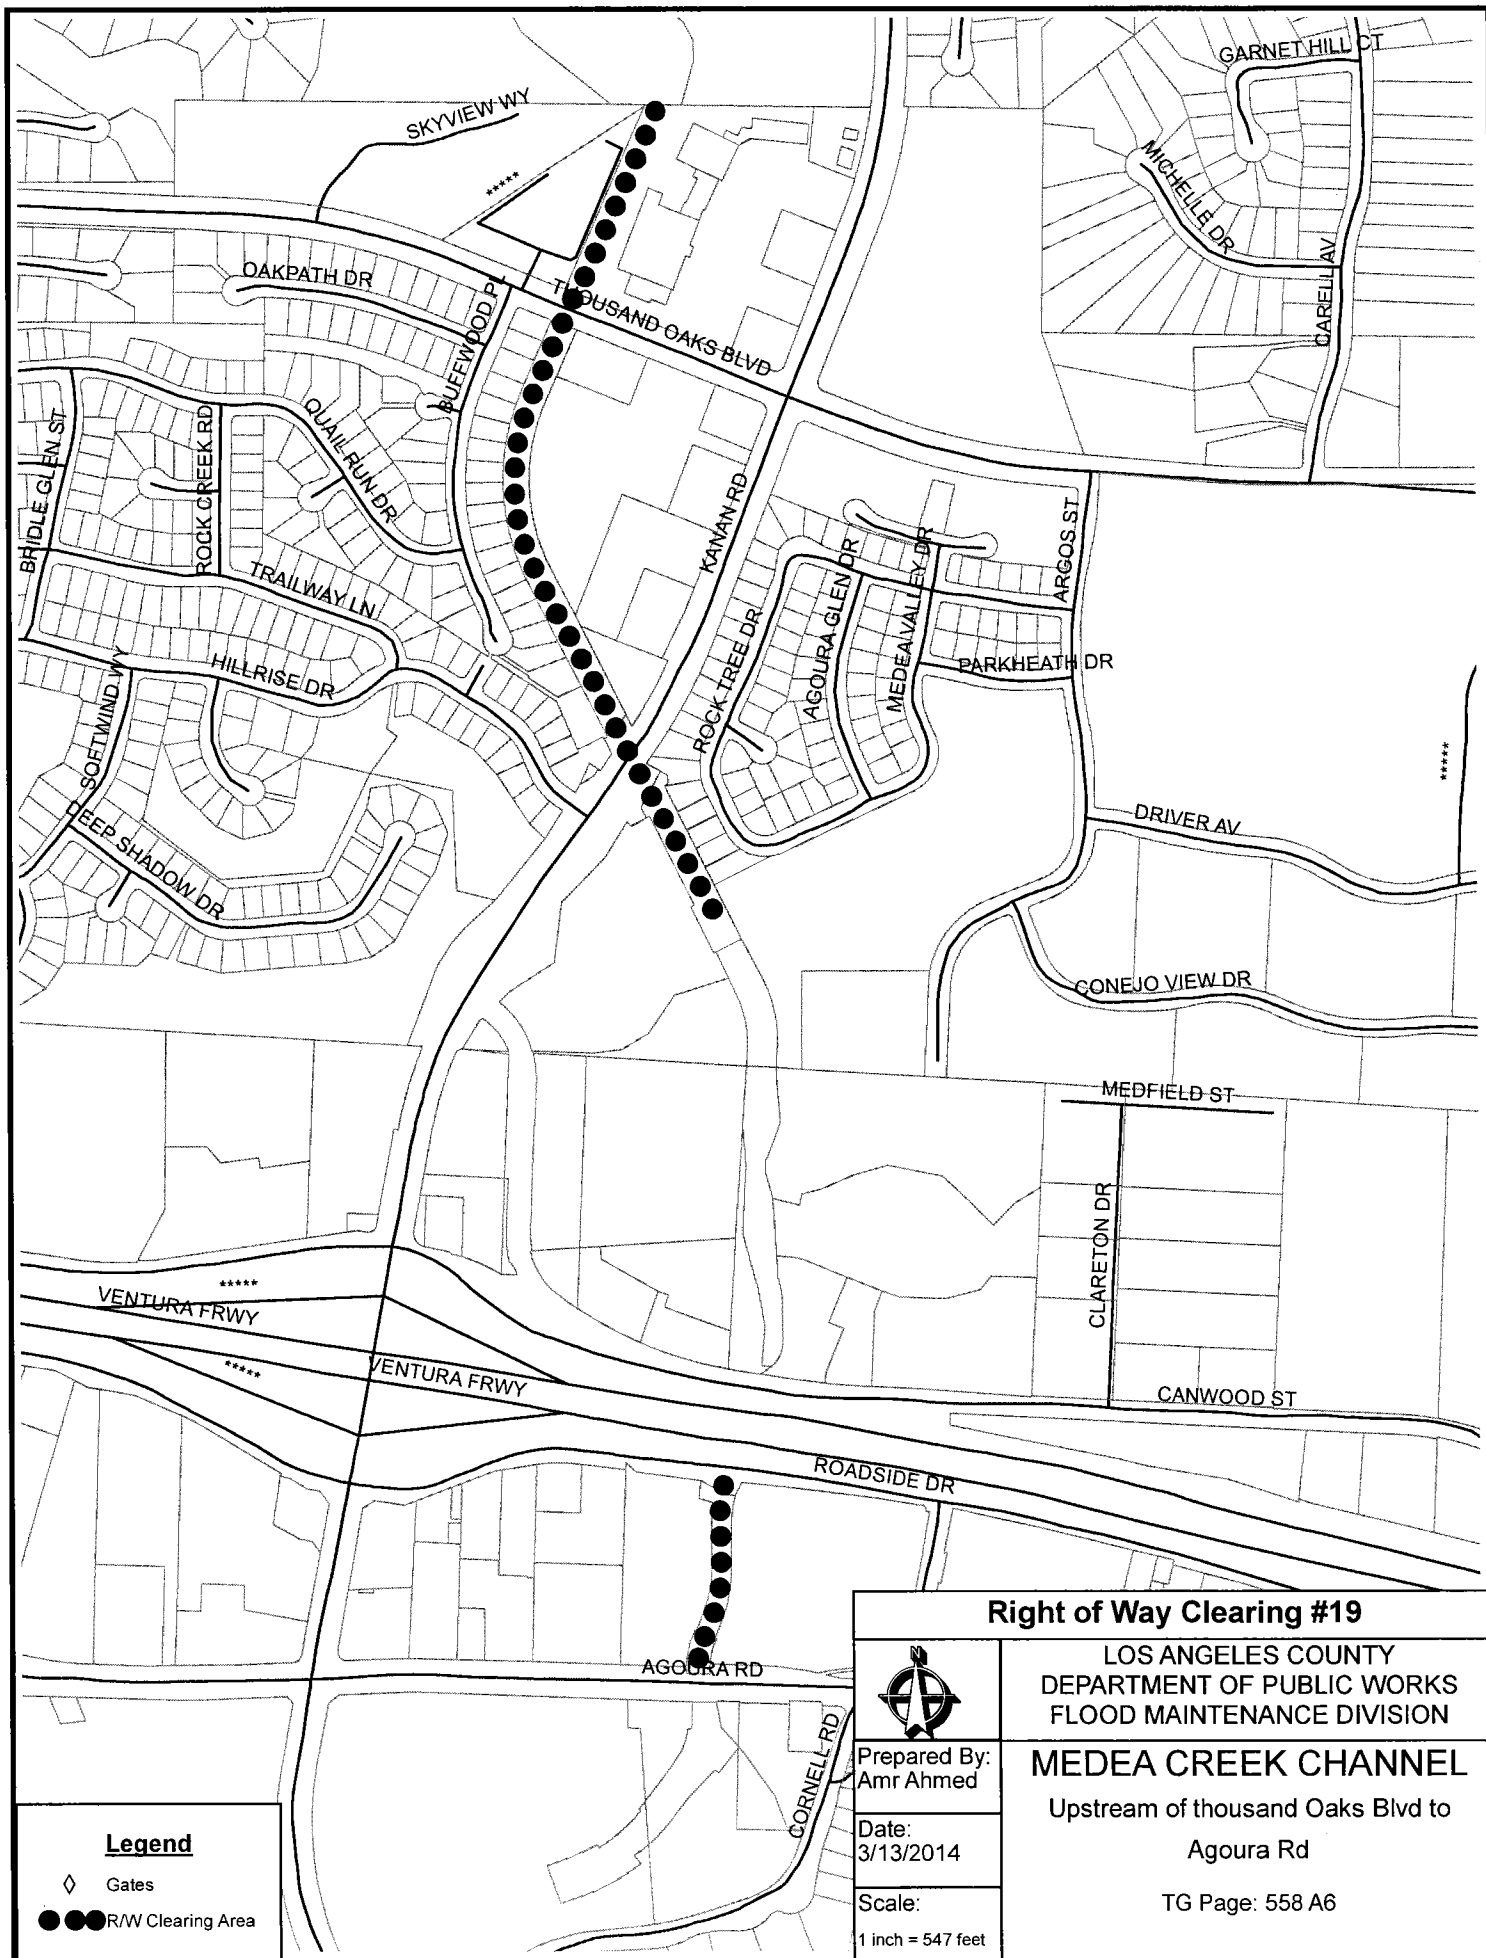 GARNET HILL CT
SKYVIEW WY
MICHELLE DR
*****
CARELL AV
OAKPATH DR
BUFFWOOD PL
THOUSAND OAKS BLVD
BRIDLE GLEN ST
ROCK CREEK RD
QUAIL RUN DR
KANAN RD
ARGOS ST
TRAILWAY LN
ROCK TREE DR
AGOURA GLEN DR
MEDEA VALLEY DR
PARKHEATH DR
HILLRISE DR
SOFTWIND WY
*****
DEEP SHADOW DR
DRIVER AV
CONEJO VIEW DR
MEDFIELD ST
CLARETON DR
*****
VENTURA FRWY
*****
VENTURA FRWY
CANWOOD ST
ROADSIDE DR
AGOURA RD
CORNELL RD
Right of Way Clearing #19
N
LOS ANGELES COUNTY
DEPARTMENT OF PUBLIC WORKS
FLOOD MAINTENANCE DIVISION
Prepared By:
Amr Ahmed
MEDEA CREEK CHANNEL
Upstream of thousand Oaks Blvd to
Agoura Rd
Date:
3/13/2014
TG Page: 558 A6
Scale:
1 inch = 547 feet
Legend
Gates
R/W Clearing Area